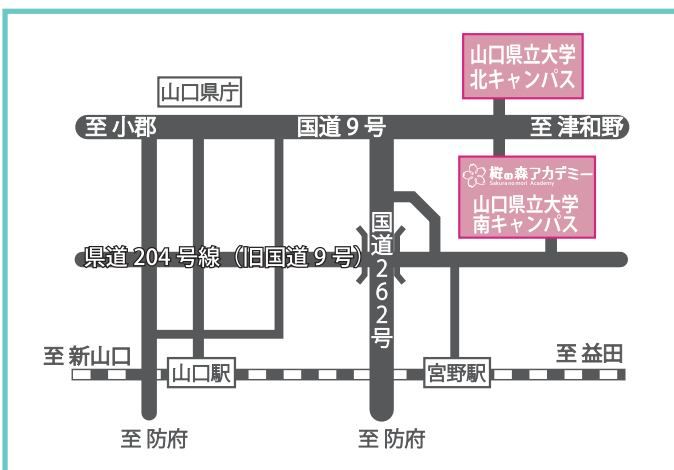 山口県立大学
北キャンパス
山口県庁
至 小郡
国道 9 号
至 津和野
桜の森アカデミー
Sakura no mori Academy
山口県立大学
南キャンパス
国道262号
県道 204 号線（旧国道 9 号）
至 新山口
至 益田
山口駅
宮野駅
至 防府
至 防府